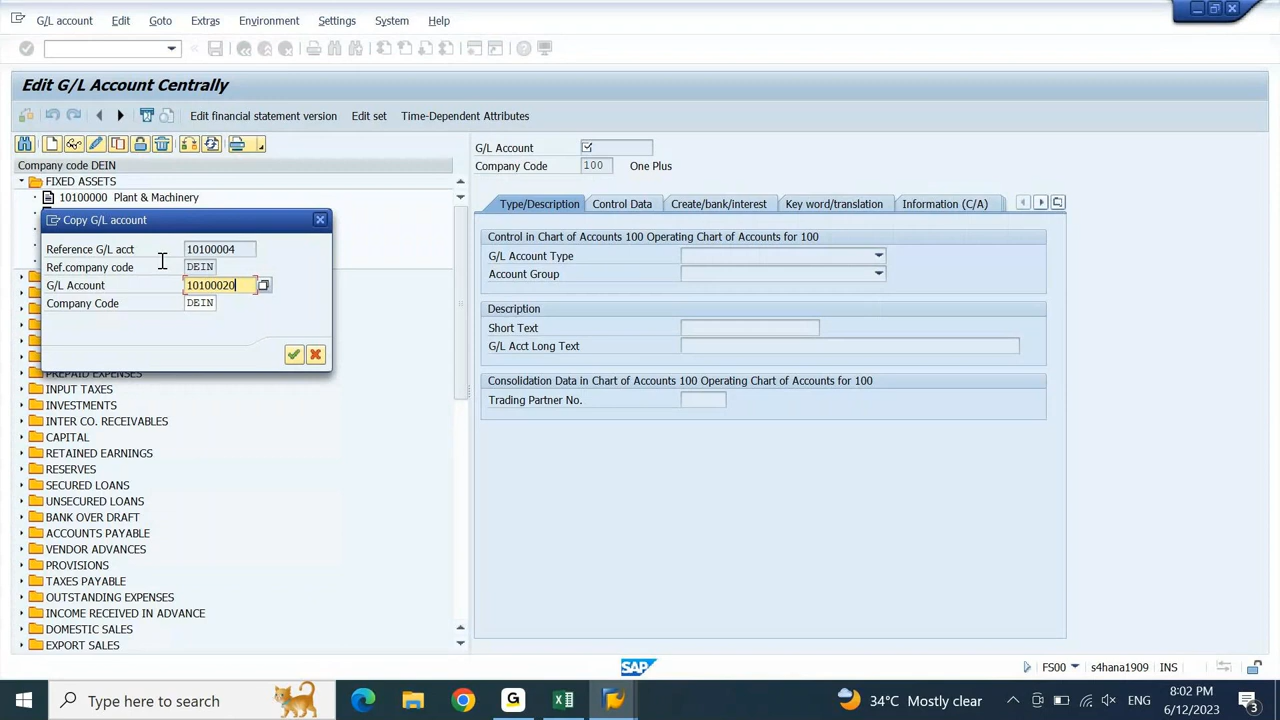 G/L account Edit Goto Extras Environment Settings System Help
Edit G/L Account Centrally
Edit financial statement version Edit set Time-Dependent Attributes
Company code DEIN
FIXED ASSETS
10100000 Plant & Machinery
Copy G/L account
Reference G/L acct 10100004
Ref.company code DEIN
G/L Account 10100020
Company Code DEIN
PREPAID EXPENSES
INPUT TAXES
INVESTMENTS
INTER CO. RECEIVABLES
CAPITAL
RETAINED EARNINGS
RESERVES
SECURED LOANS
UNSECURED LOANS
BANK OVER DRAFT
ACCOUNTS PAYABLE
VENDOR ADVANCES
PROVISIONS
TAXES PAYABLE
OUTSTANDING EXPENSES
INCOME RECEIVED IN ADVANCE
DOMESTIC SALES
EXPORT SALES
G/L Account
Company Code 100 One Plus
Type/Description Control Data Create/bank/interest Key word/translation Information (C/A)
Control in Chart of Accounts 100 Operating Chart of Accounts for 100
G/L Account Type
Account Group
Description
Short Text
G/L Acct Long Text
Consolidation Data in Chart of Accounts 100 Operating Chart of Accounts for 100
Trading Partner No.
SAP FS00 s4hana1909 INS
Type here to search
34°C Mostly clear ENG
8:02 PM
6/12/2023
3